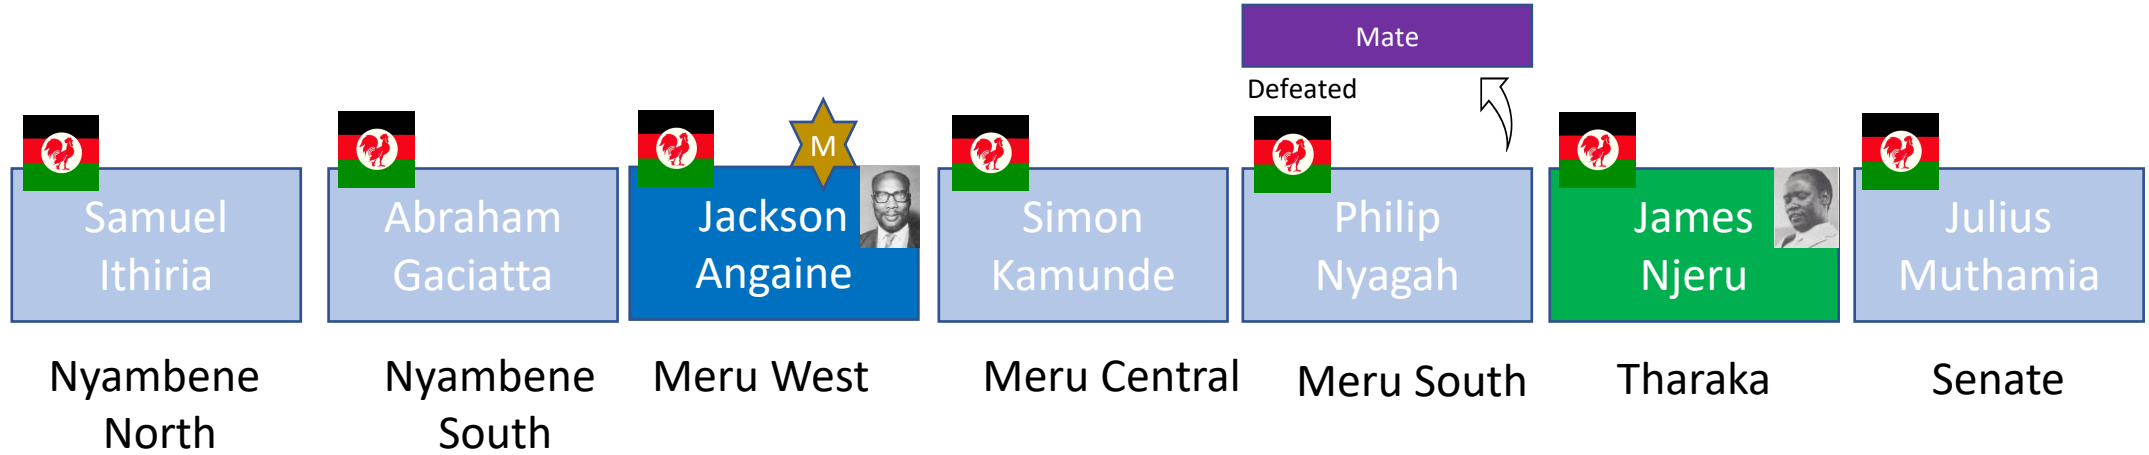 Mate
Defeated
M
Samuel
Ithiria
Abraham
Gaciatta
Jackson
Angaine
Simon
Kamunde
Philip
Nyagah
James
Njeru
Julius
Muthamia
Nyambene
North
Nyambene
South
Meru West
Meru Central
Meru South
Tharaka
Senate